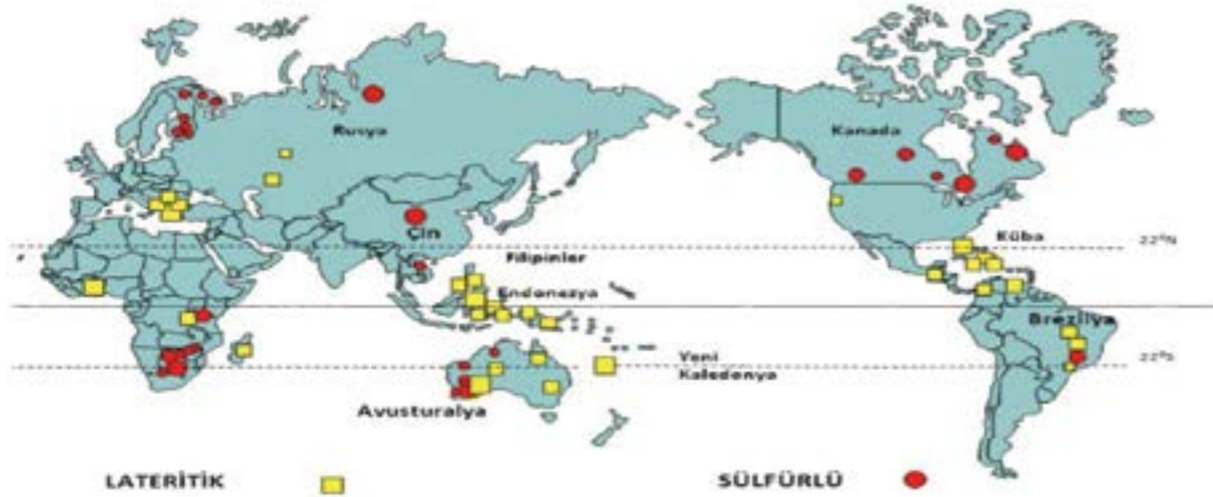 Rusya
Kanada
Çin
Küba
22°N
Filipinler
Endonezya
Brezilya
Yeni
Kaledonya
22°S
Avusturalya
LATERİTİK
SÜLFÜRLÜ